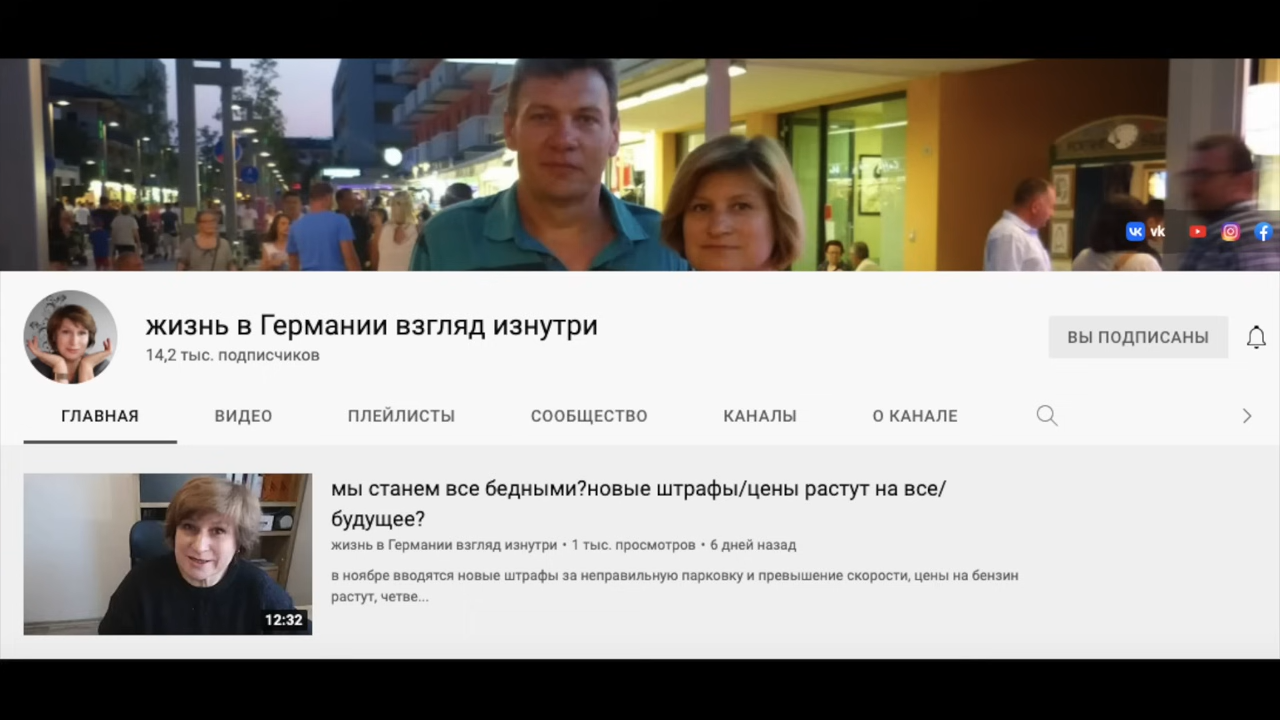 vk
жизнь в Германии взгляд изнутри
14,2 тыс. подписчиков
ВЫ ПОДПИСАНЫ
ГЛАВНАЯ ВИДЕО ПЛЕЙЛИСТЫ СООБЩЕСТВО КАНАЛЫ О КАНАЛЕ
мы станем все бедными?новые штрафы/цены растут на все/
будущее?
жизнь в Германии взгляд изнутри • 1 тыс. просмотров • 6 дней назад
в ноябре вводятся новые штрафы за неправильную парковку и превышение скорости, цены на бензин
растут, четве...
12:32